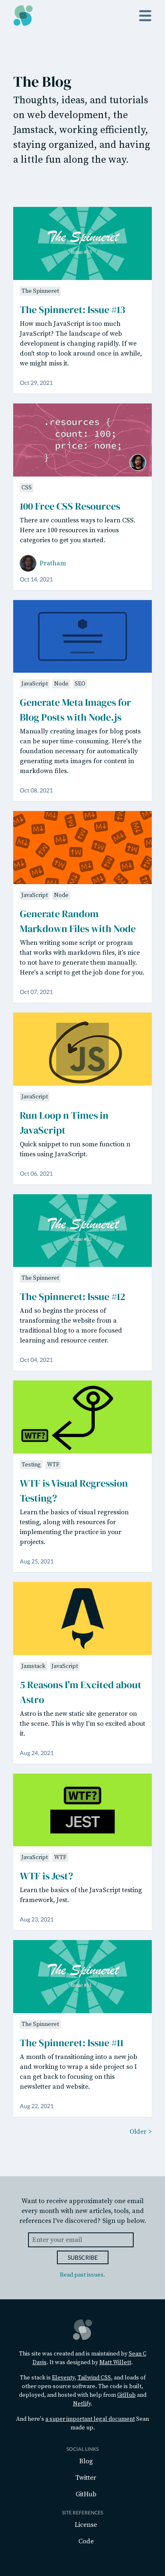 The Blog
Thoughts, ideas, and tutorials
on web development, the
Jamstack, working efficiently,
staying organized, and having
a little fun along the way.
The Spinneret
The Spinneret
The Spinneret: Issue #13
How much JavaScript is too much
JavaScript? The landscape of web
development is changing rapidly. If we
don't stop to look around once in awhile,
we might miss it.
Oct 29, 2021
.resources {
count: 100;
price: none;
}
CSS
100 Free CSS Resources
There are countless ways to learn CSS.
Here are 100 resources in various
categories to get you started.
Pratham
Oct 14, 2021
JavaScript Node SEO
Generate Meta Images for
Blog Posts with Node.js
Manually creating images for blog posts
can be super time-consuming. Here's the
foundation necessary for automatically
generating meta images for content in
markdown files.
Oct 08, 2021
JavaScript Node
Generate Random
Markdown Files with Node
When writing some script or program
that works with markdown files, it's nice
to not have to generate them manually.
Here's a script to get the job done for you.
Oct 07, 2021
JS
JavaScript
Run Loop n Times in
JavaScript
Quick snippet to run some function n
times using JavaScript.
Oct 06, 2021
The Spinneret
The Spinneret
The Spinneret: Issue #12
And so begins the process of
transforming the website from a
traditional blog to a more focused
learning and resource center.
Oct 04, 2021
WTF?
Testing WTF
WTF is Visual Regression
Testing?
Learn the basics of visual regression
testing, along with resources for
implementing the practice in your
projects.
Aug 25, 2021
Jamstack JavaScript
5 Reasons I'm Excited about
Astro
Astro is the new static site generator on
the scene. This is why I'm so excited about
it.
Aug 24, 2021
WTF?
JEST
JavaScript WTF
WTF is Jest?
Learn the basics of the JavaScript testing
framework, Jest.
Aug 23, 2021
The Spinneret
The Spinneret
The Spinneret: Issue #11
A month of transitioning into a new job
and working to wrap a side project so I
can get back to focusing on this
newsletter and website.
Aug 22, 2021
Older >
Want to receive approximately one email
every month with new articles, tools, and
references I've discovered? Sign up below.
Enter your email
SUBSCRIBE
Read past issues.
This site was created and is maintained by Sean C
Davis. It was designed by Matt Willett.
The stack is Eleventy, Tailwind CSS, and loads of
other open-source software. The code is built,
deployed, and hosted with help from GitHub and
Netlify.
And here's a super important legal document Sean
made up.
SOCIAL LINKS
Blog
Twitter
GitHub
SITE REFERENCES
License
Code